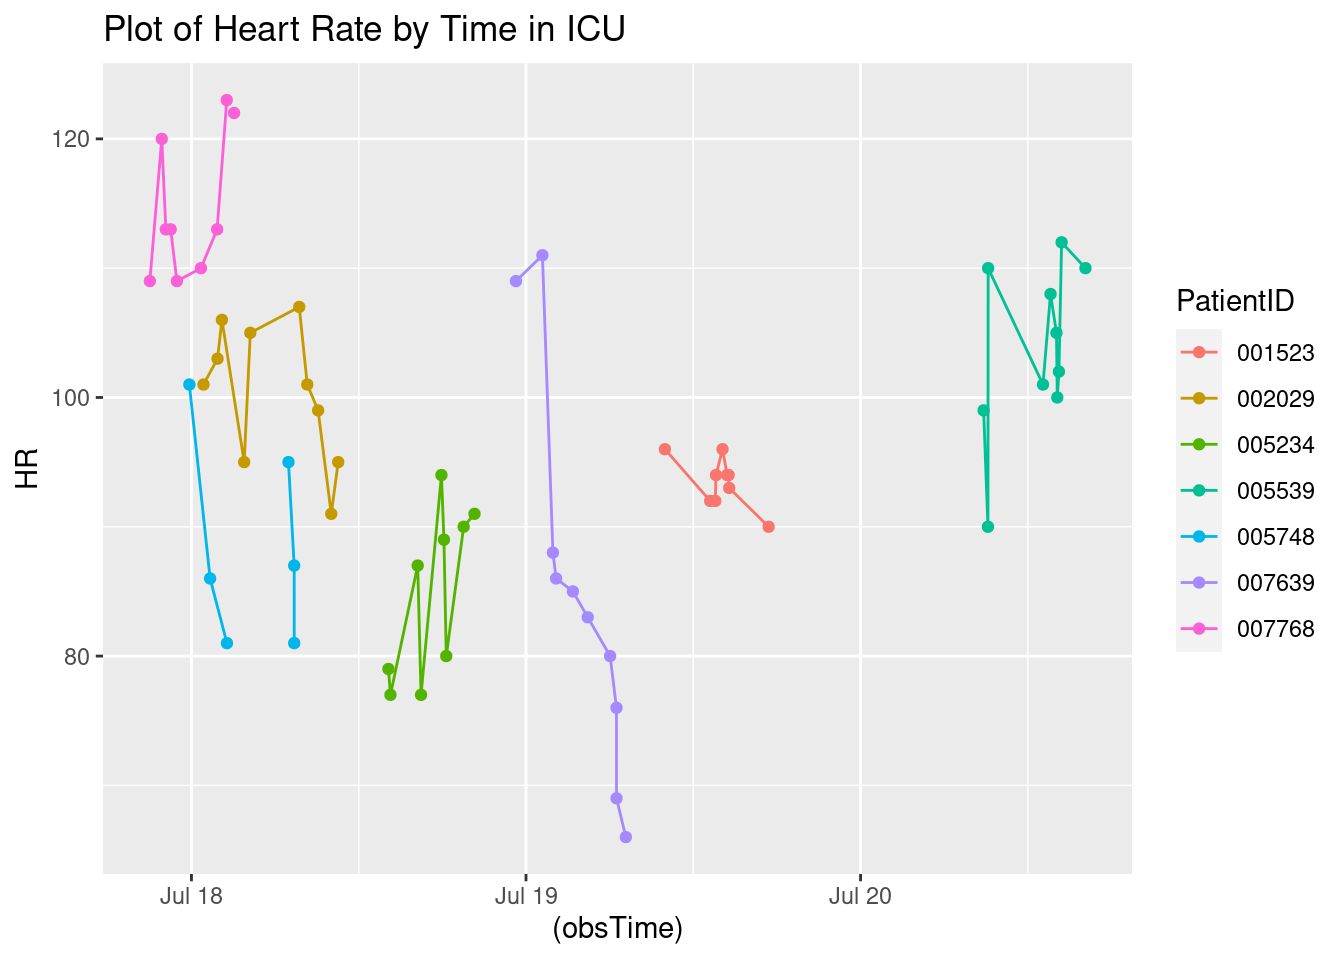 Plot of Heart Rate by Time in ICU
120
100
80
HR
Jul 18
Jul 19
Jul 20
(obsTime)
PatientID
001523
002029
005234
005539
005748
007639
007768